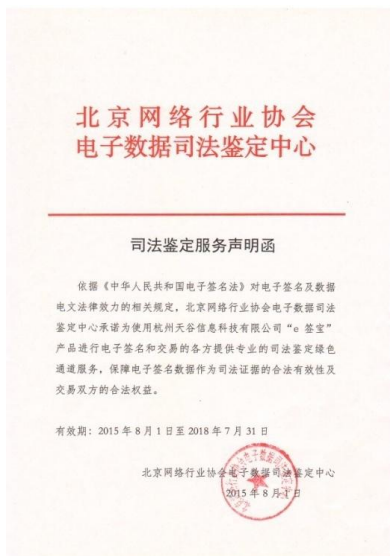 北京网络行业协会
电子数据司法鉴定中心
司法鉴定服务声明函
依据《中华人民共和国电子签名法》对电子签名及数据
电文法律效力的相关规定，北京网络行业协会电子数据司法
鉴定中心承诺为使用杭州天谷信息科技有限公司“e 签宝”
产品进行电子签名和交易的各方提供专业的司法鉴定绿色
通道服务，保障电子签名数据作为司法证据的合法有效性及
交易双方的合法权益。
有效期：2015 年 8 月 1 日至 2018 年 7 月 31 日
北京网络行业协会电子数据司法鉴定中心
2015 年 8 月 1 日